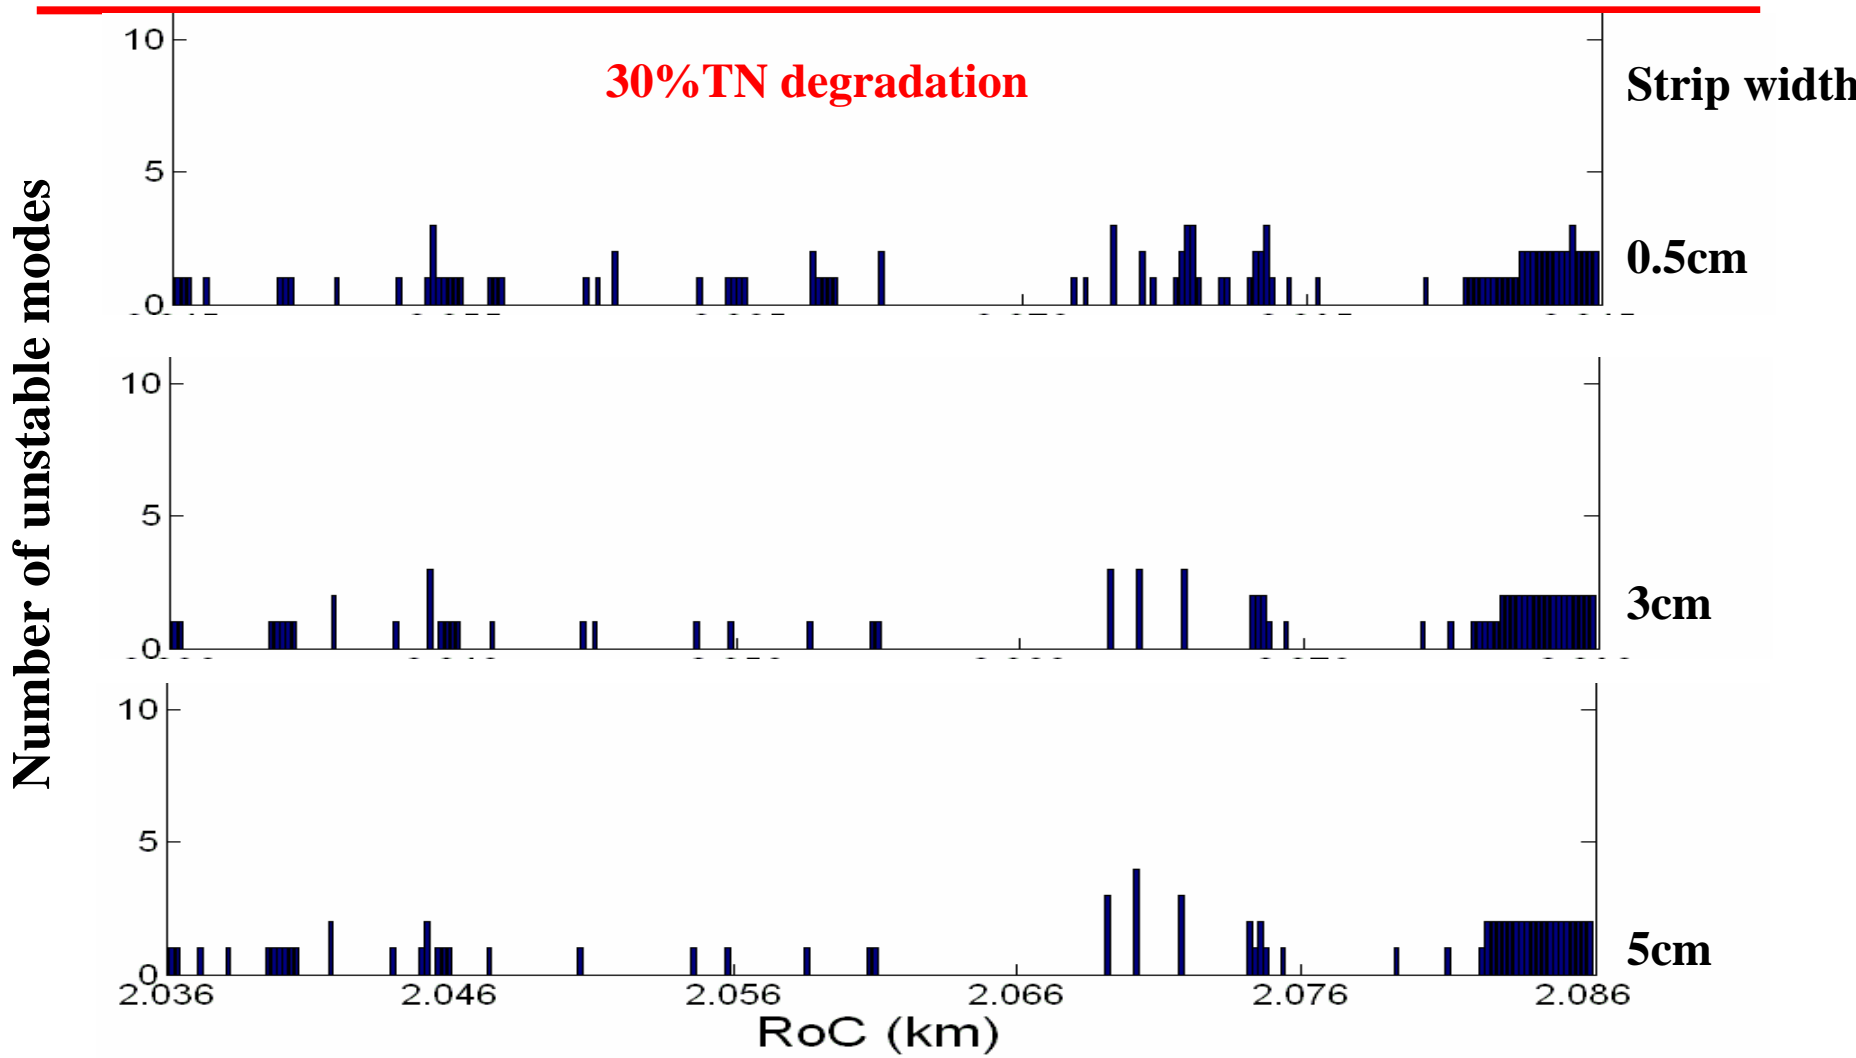 30%TN degradation
Strip width
Number of unstable modes
10
5
0
0.5cm
10
5
0
3cm
10
5
0
5cm
2.036 2.046 2.056 2.066 2.076 2.086
RoC (km)